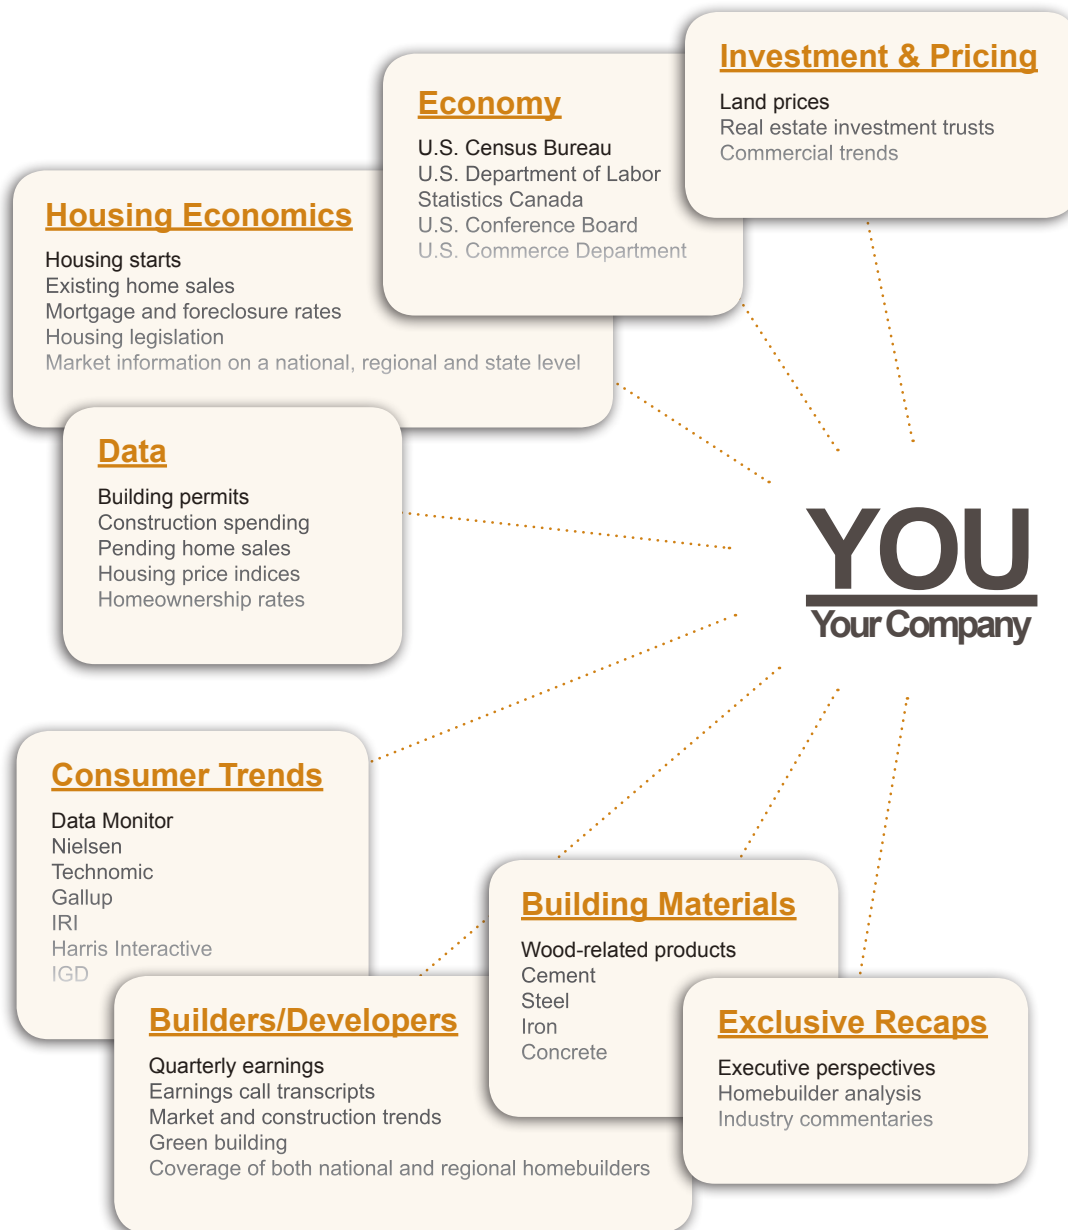 Investment & Pricing
Land prices
Real estate investment trusts
Commercial trends
Economy
U.S. Census Bureau
U.S. Department of Labor
Statistics Canada
U.S. Conference Board
U.S. Commerce Department
Housing Economics
Housing starts
Existing home sales
Mortgage and foreclosure rates
Housing legislation
Market information on a national, regional and state level
Data
Building permits
Construction spending
Pending home sales
Housing price indices
Homeownership rates
YOU
Your Company
Consumer Trends
Data Monitor
Nielsen
Technomic
Gallup
IRI
Harris Interactive
IGD
Building Materials
Wood-related products
Cement
Steel
Iron
Concrete
Builders/Developers
Quarterly earnings
Earnings call transcripts
Market and construction trends
Green building
Coverage of both national and regional homebuilders
Exclusive Recaps
Executive perspectives
Homebuilder analysis
Industry commentaries